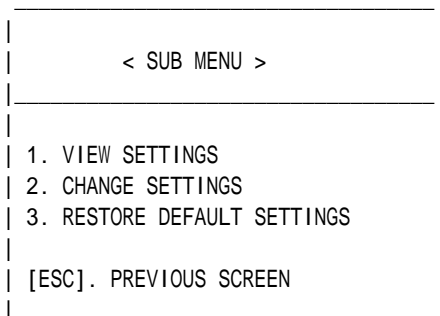 < SUB MENU >
1. VIEW SETTINGS
2. CHANGE SETTINGS
3. RESTORE DEFAULT SETTINGS
[ESC]. PREVIOUS SCREEN